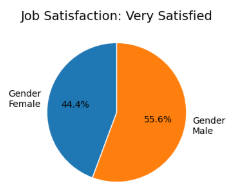 Job Satisfaction: Very Satisfied
Gender
Female
44.4%
55.6%
Gender
Male